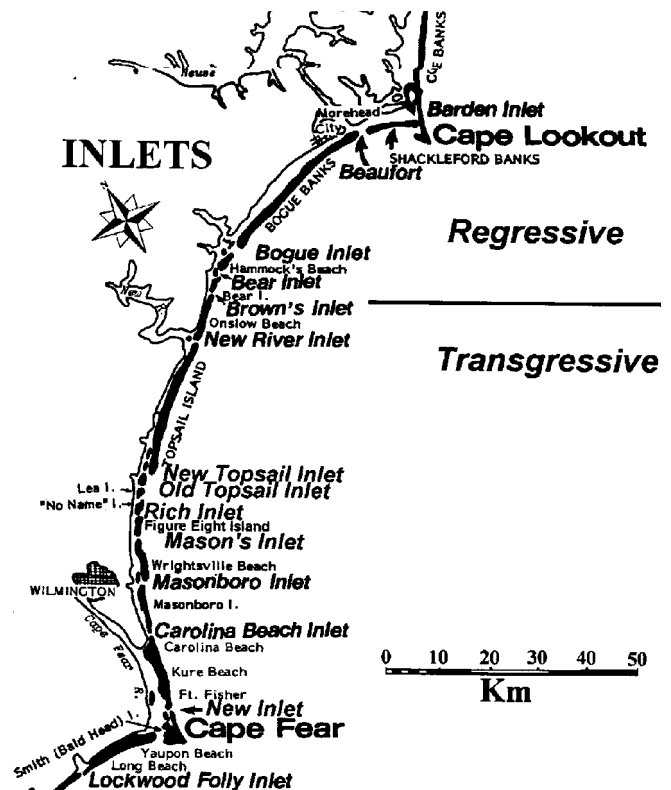 CORE BANKS
Neuse
Morehead
City
Barden Inlet
Cape Lookout
SHACKLEFORD BANKS
Beaufort
INLETS
N
BOGUE BANKS
Regressive
Bogue Inlet
Hammock's Beach
Bear Inlet
Bear I.
Brown's Inlet
New
Onslow Beach
New River Inlet
Transgressive
TOPSAIL ISLAND
New Topsail Inlet
Lea I.
Old Topsail Inlet
"No Name" I.
Rich Inlet
Figure Eight Island
Mason's Inlet
Wrightsville Beach
Masonboro Inlet
WILMINGTON
Masonboro I.
Cape Fear R.
Carolina Beach Inlet
Carolina Beach
Kure Beach
0 10 20 30 40 50
Km
Ft. Fisher
New Inlet
Cape Fear
Smith (Bald Head) I.
Yaupon Beach
Long Beach
Lockwood Folly Inlet